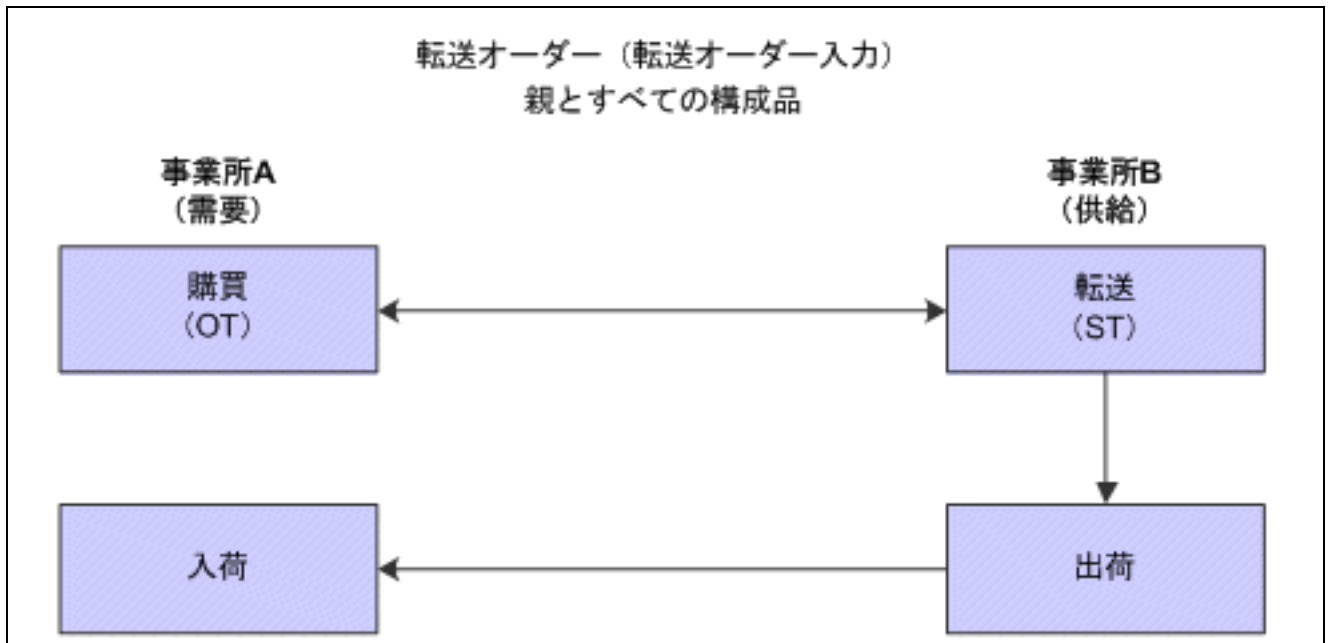 転送オーダー（転送オーダー入力）
親とすべての構成品
事業所A
（需要）
事業所B
（供給）
購買
（OT）
転送
（ST）
入荷
出荷